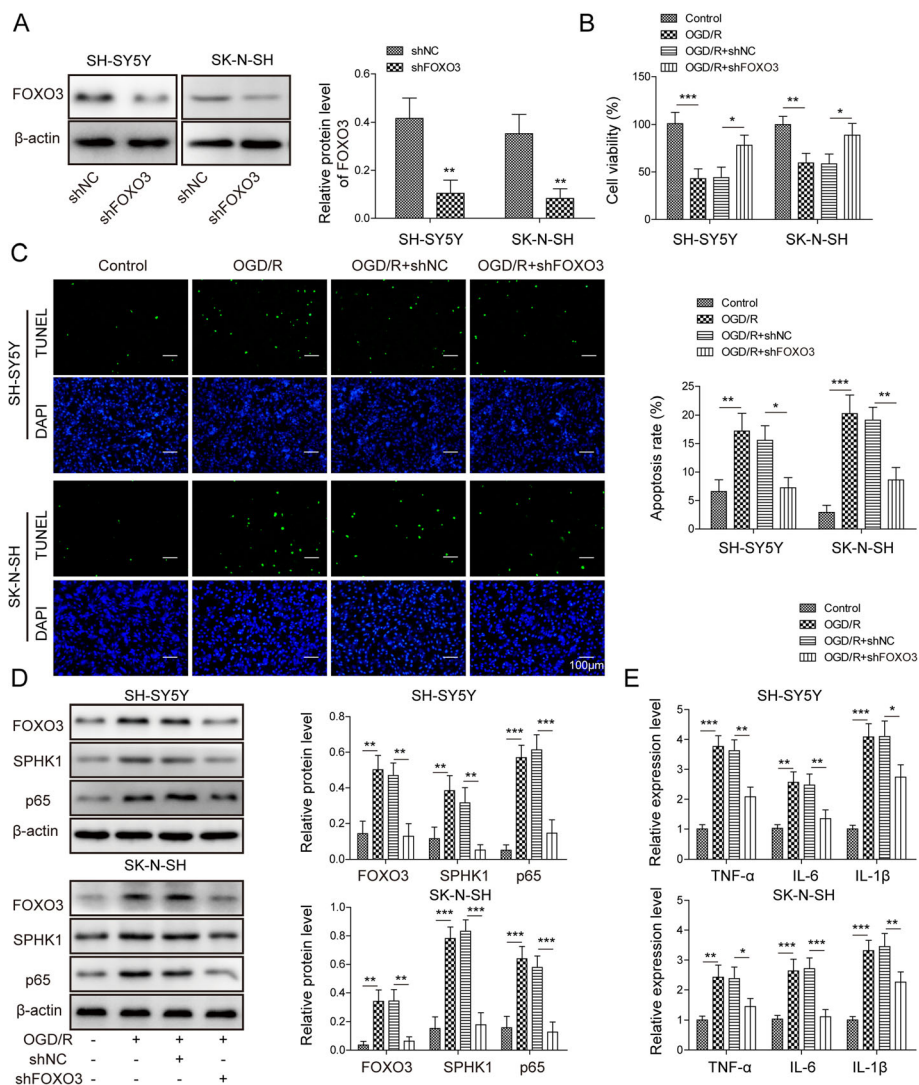 A
SH-SY5Y
SK-N-SH
FOXO3
β-actin
shNC
shFOXO3
shNC
shFOXO3
shNC
shFOXO3
Relative protein level
of FOXO3
0.6
0.4
0.2
0.0
**
**
SH-SY5Y
SK-N-SH
B
Control
OGD/R
OGD/R+shNC
OGD/R+shFOXO3
Cell viability (%)
150
100
50
0
***
*
**
*
SH-SY5Y
SK-N-SH
C
Control
OGD/R
OGD/R+shNC
OGD/R+shFOXO3
SH-SY5Y
TUNEL
DAPI
SK-N-SH
TUNEL
DAPI
100μm
Control
OGD/R
OGD/R+shNC
OGD/R+shFOXO3
Apoptosis rate (%)
25
20
15
10
5
0
**
*
***
**
SH-SY5Y
SK-N-SH
Control
OGD/R
OGD/R+shNC
OGD/R+shFOXO3
D
SH-SY5Y
FOXO3
SPHK1
p65
β-actin
SK-N-SH
FOXO3
SPHK1
p65
β-actin
OGD/R - + + +
shNC - - + -
shFOXO3 - - - +
SH-SY5Y
Relative protein level
0.8
0.6
0.4
0.2
0.0
**
**
**
**
***
***
FOXO3
SPHK1
p65
SK-N-SH
Relative protein level
1.0
0.8
0.6
0.4
0.2
0.0
**
**
***
***
***
***
FOXO3
SPHK1
p65
E
SH-SY5Y
Relative expression level
5
4
3
2
1
0
***
**
**
**
***
*
TNF-α
IL-6
IL-1β
SK-N-SH
Relative expression level
5
4
3
2
1
0
**
*
***
***
***
**
TNF-α
IL-6
IL-1β